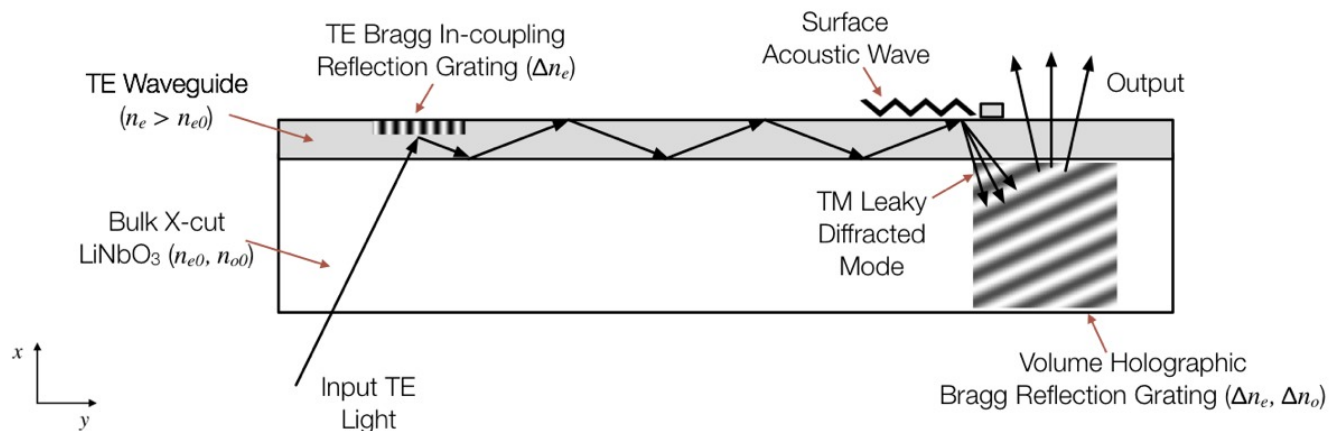 TE Bragg In-coupling
Reflection Grating (Δnₑ)
Surface
Acoustic Wave
TE Waveguide
(nₑ > nₑ₀)
Output
Bulk X-cut
LiNbO₃ (nₑ₀, nₒ₀)
TM Leaky
Diffracted
Mode
x
y
Input TE
Light
Volume Holographic
Bragg Reflection Grating (Δnₑ, Δnₒ)